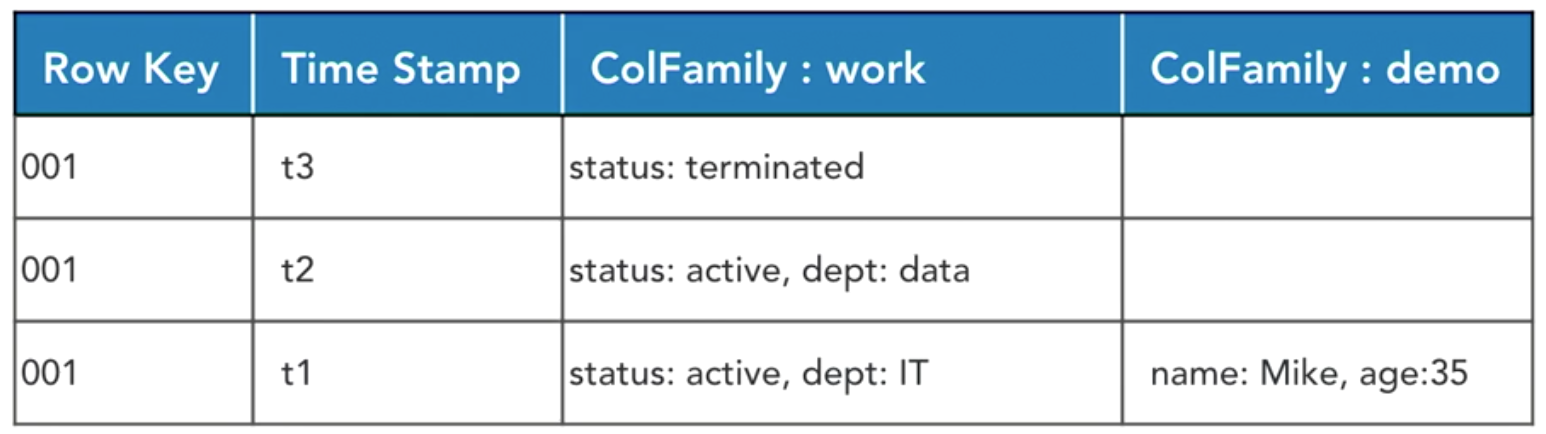 Row Key Time Stamp ColFamily : work ColFamily : demo
001 t3 status: terminated
001 t2 status: active, dept: data
001 t1 status: active, dept: IT name: Mike, age:35